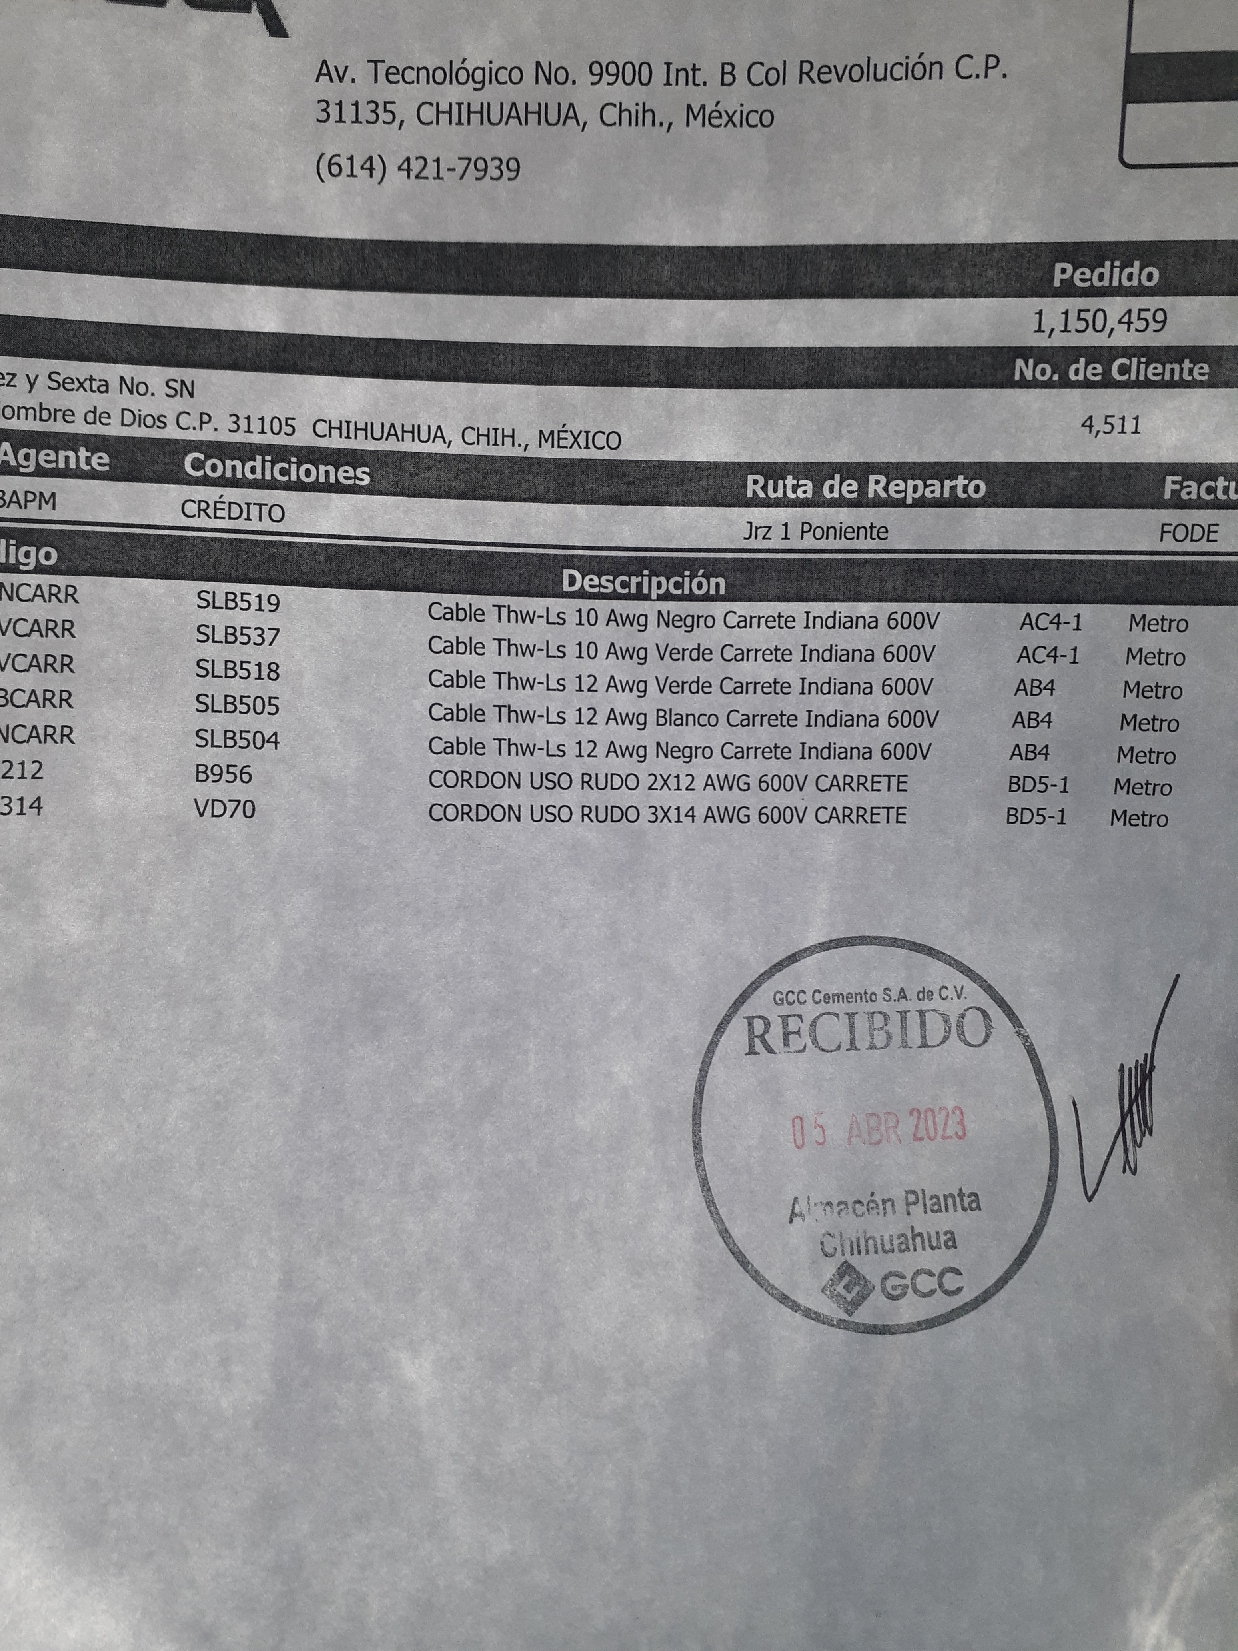 Av. Tecnológico No. 9900 Int. B Col Revolución C.P.
31135, CHIHUAHUA, Chih., México
(614) 421-7939
Pedido
1,150,459
No. de Cliente
ez y Sexta No. SN
ombre de Dios C.P. 31105 CHIHUAHUA, CHIH., MÉXICO 4,511
Agente Condiciones Ruta de Reparto Factu
BAPM CRÉDITO Jrz 1 Poniente FODE
digo Descripción
NCARR SLB519 Cable Thw-Ls 10 Awg Negro Carrete Indiana 600V AC4-1 Metro
VCARR SLB537 Cable Thw-Ls 10 Awg Verde Carrete Indiana 600V AC4-1 Metro
VCARR SLB518 Cable Thw-Ls 12 Awg Verde Carrete Indiana 600V AB4 Metro
BCARR SLB505 Cable Thw-Ls 12 Awg Blanco Carrete Indiana 600V AB4 Metro
NCARR SLB504 Cable Thw-Ls 12 Awg Negro Carrete Indiana 600V AB4 Metro
212 B956 CORDON USO RUDO 2X12 AWG 600V CARRETE BD5-1 Metro
314 VD70 CORDON USO RUDO 3X14 AWG 600V CARRETE BD5-1 Metro
GCC Cemento S.A. de C.V.
RECIBIDO
05 ABR 2023
Almacén Planta
Chihuahua
GCC